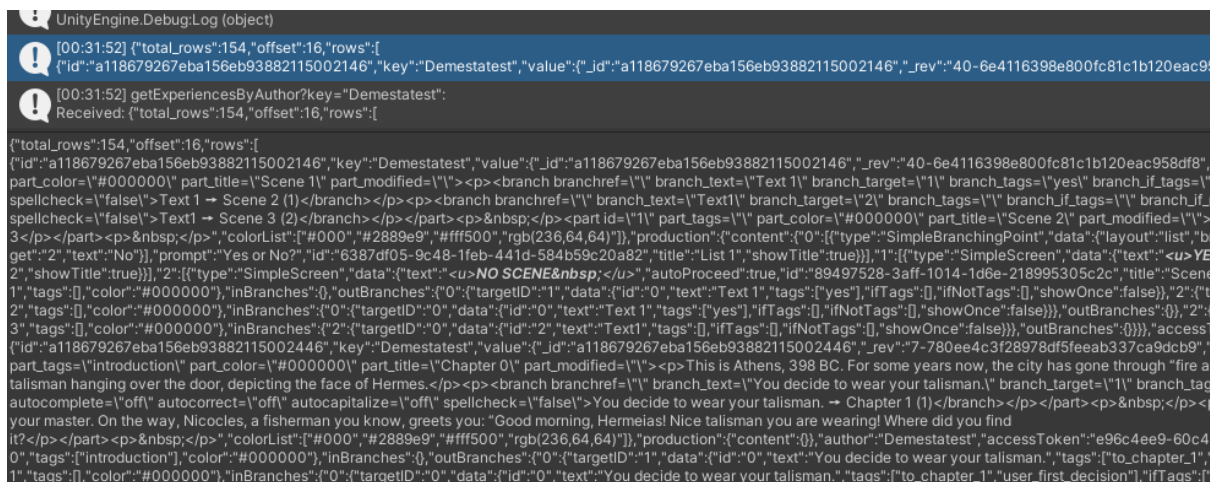 UnityEngine.Debug:Log (object)
[00:31:52] {"total_rows":154,"offset":16,"rows":[
{"id":"a118679267eba156eb93882115002146","key":"Demestatest","value":{"_id":"a118679267eba156eb93882115002146","_rev":"40-6e4116398e800fc81c1b120eac9
[00:31:52] getExperiencesByAuthor?key="Demestatest":
Received: {"total_rows":154,"offset":16,"rows":[
{"total_rows":154,"offset":16,"rows":[
{"id":"a118679267eba156eb93882115002146","key":"Demestatest","value":{"_id":"a118679267eba156eb93882115002146","_rev":"40-6e4116398e800fc81c1b120eac958df8",
part_color=\"#000000\" part_title=\"Scene 1\" part_modified=\"\"><p><branch branchref=\"\" branch_text=\"Text 1\" branch_target=\"1\" branch_tags=\"yes\" branch_if_tags=\"
spellcheck=\"false\">Text 1 → Scene 2 (1)</branch></p><p><branch branchref=\"\" branch_text=\"Text1\" branch_target=\"2\" branch_tags=\"\" branch_if_tags=\"\" branch_if_
spellcheck=\"false\">Text1 → Scene 3 (2)</branch></p></part><p>&nbsp;</p><part id=\"1\" part_tags=\"\" part_color=\"#000000\" part_title=\"Scene 2\" part_modified=\"\">
3</p></part><p>&nbsp;</p>","colorList":["#000","#2889e9","#fff500","rgb(236,64,64)"]},"production":{"content":{"0":[{"type":"SimpleBranchingPoint","data":{"layout":"list","b
get":"2","text":"No"}],"prompt":"Yes or No?","id":"6387df05-9c48-1feb-441d-584b59c20a82","title":"List 1","showTitle":true}}],"1":[{"type":"SimpleScreen","data":{"text":"<u>YE
2","showTitle":true}}],"2":[{"type":"SimpleScreen","data":{"text":"<u>NO SCENE&nbsp;</u>","autoProceed":true,"id":"89497528-3aff-1014-1d6e-218995305c2c","title":"Scene
1","tags":[],"color":"#000000"},"inBranches":{},"outBranches":{"0":{"targetID":"1","data":{"id":"0","text":"Text 1","tags":["yes"],"ifTags":[],"ifNotTags":[],"showOnce":false}},"2":{"t
2","tags":[],"color":"#000000"},"inBranches":{"0":{"targetID":"0","data":{"id":"0","text":"Text 1","tags":["yes"],"ifTags":[],"ifNotTags":[],"showOnce":false}}},"outBranches":{}},"2":{
3","tags":[],"color":"#000000"},"inBranches":{"2":{"targetID":"0","data":{"id":"2","text":"Text1","tags":[],"ifTags":[],"ifNotTags":[],"showOnce":false}}},"outBranches":{}}}},"accessT
{"id":"a118679267eba156eb93882115002446","key":"Demestatest","value":{"_id":"a118679267eba156eb93882115002446","_rev":"7-780ee4c3f28978df5feeab337ca9dcb9",
part_tags=\"introduction\" part_color=\"#000000\" part_title=\"Chapter 0\" part_modified=\"\"><p>This is Athens, 398 BC. For some years now, the city has gone through “fire a
talisman hanging over the door, depicting the face of Hermes.</p><p><branch branchref=\"\" branch_text=\"You decide to wear your talisman.\" branch_target=\"1\" branch_tag
autocomplete=\"off\" autocorrect=\"off\" autocapitalize=\"off\" spellcheck=\"false\">You decide to wear your talisman. → Chapter 1 (1)</branch></p></part><p>&nbsp;</p><p
your master. On the way, Nicocles, a fisherman you know, greets you: “Good morning, Hermeias! Nice talisman you are wearing! Where did you find
it?</p></part><p>&nbsp;</p>","colorList":["#000","#2889e9","#fff500","rgb(236,64,64)"]},"production":{"content":{}},"author":"Demestatest","accessToken":"e96c4ee9-60c4
0","tags":["introduction"],"color":"#000000"},"inBranches":{},"outBranches":{"0":{"targetID":"1","data":{"id":"0","text":"You decide to wear your talisman.","tags":["to_chapter_1",
1","tags":[],"color":"#000000"},"inBranches":{"0":{"targetID":"0","data":{"id":"0","text":"You decide to wear your talisman.","tags":["to_chapter_1","user_first_decision"],"ifTags":["